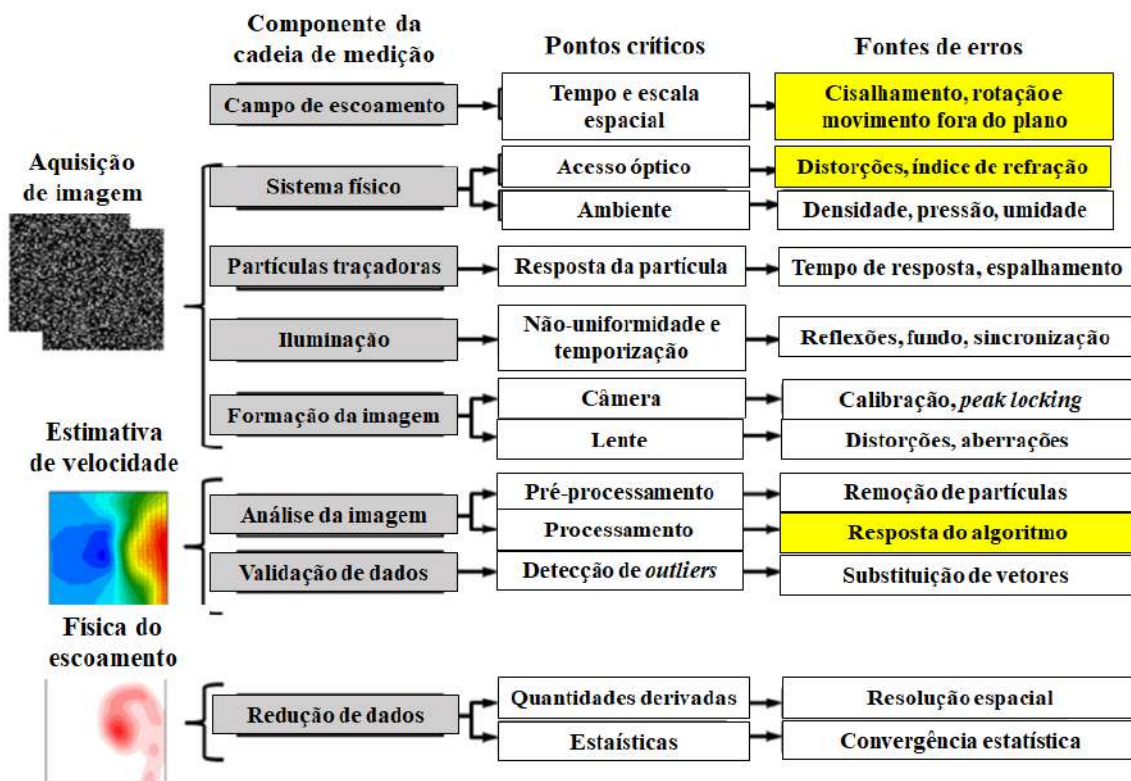 Componente da
cadeia de medição
Pontos críticos
Fontes de erros
Campo de escoamento
Tempo e escala
espacial
Cisalhamento, rotação e
movimento fora do plano
Aquisição
de imagem
Sistema físico
Acesso óptico
Distorções, índice de refração
Ambiente
Densidade, pressão, umidade
Partículas traçadoras
Resposta da partícula
Tempo de resposta, espalhamento
Iluminação
Não-uniformidade e
temporização
Reflexões, fundo, sincronização
Formação da imagem
Câmera
Calibração, peak locking
Lente
Distorções, aberrações
Estimativa
de velocidade
Análise da imagem
Pré-processamento
Remoção de partículas
Processamento
Resposta do algoritmo
Validação de dados
Detecção de outliers
Substituição de vetores
Física do
escoamento
Redução de dados
Quantidades derivadas
Resolução espacial
Estaísticas
Convergência estatística